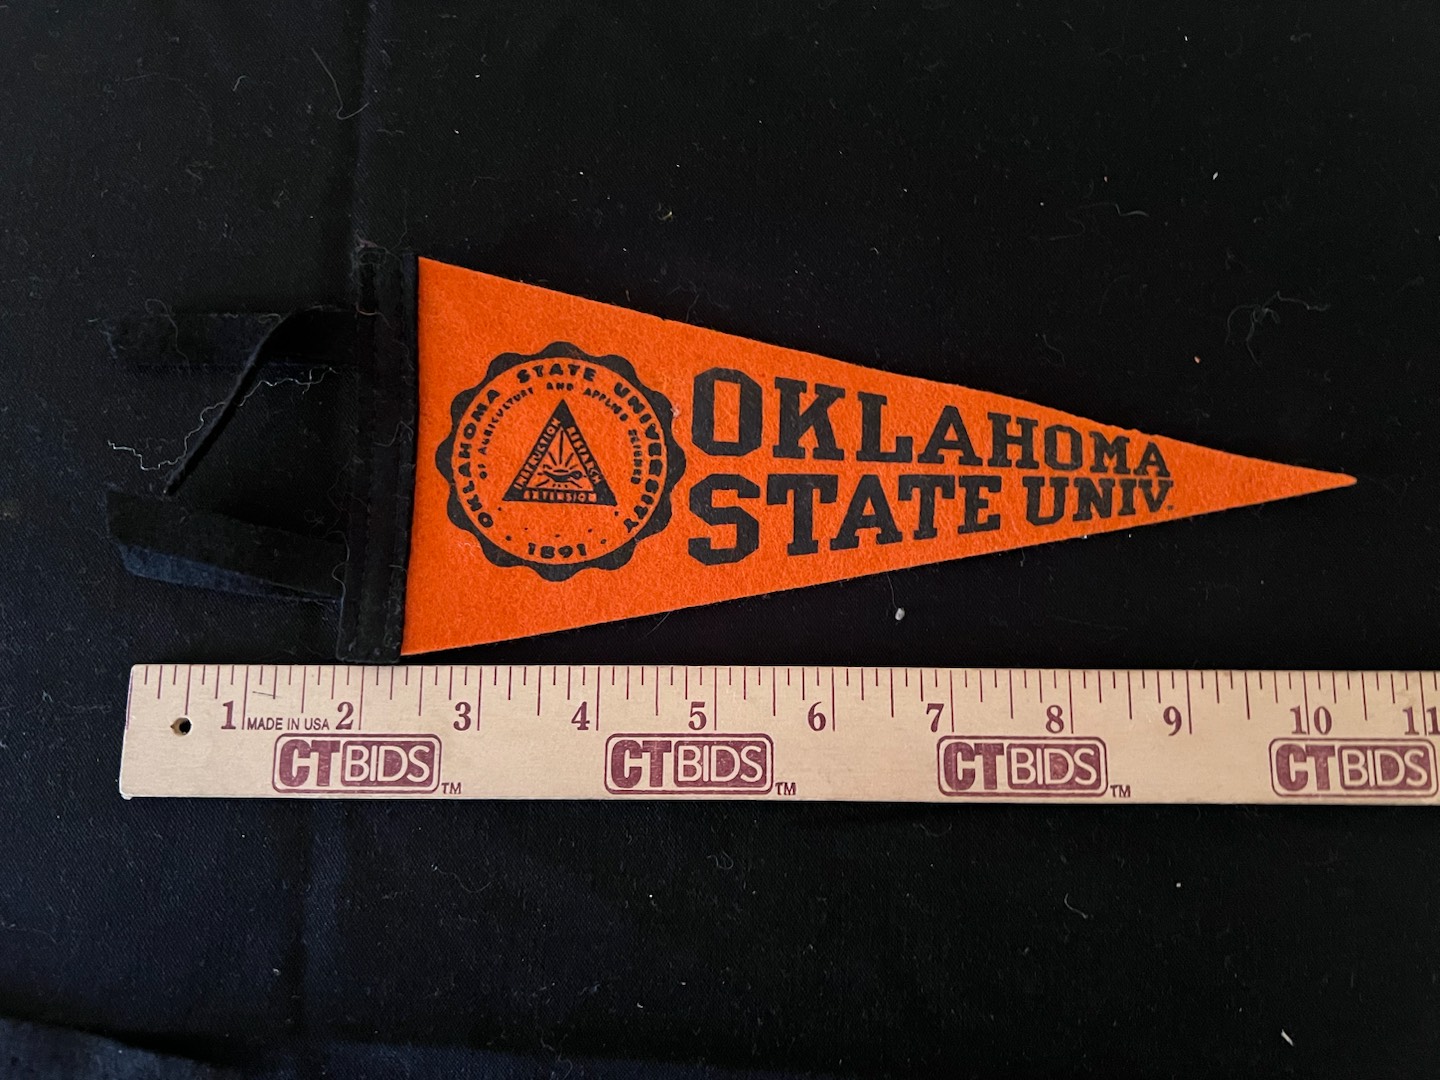 OKLAHOMA STATE UNIVERSITY
OF AGRICULTURE AND APPLIED SCIENCE
INSTRUCTION
RESEARCH
EXTENSION
1891
OKLAHOMA
STATE UNIV.
1 MADE IN USA 2 3 4 5 6 7 8 9 10 11
CTBIDS TM CTBIDS TM CTBIDS TM CTBIDS